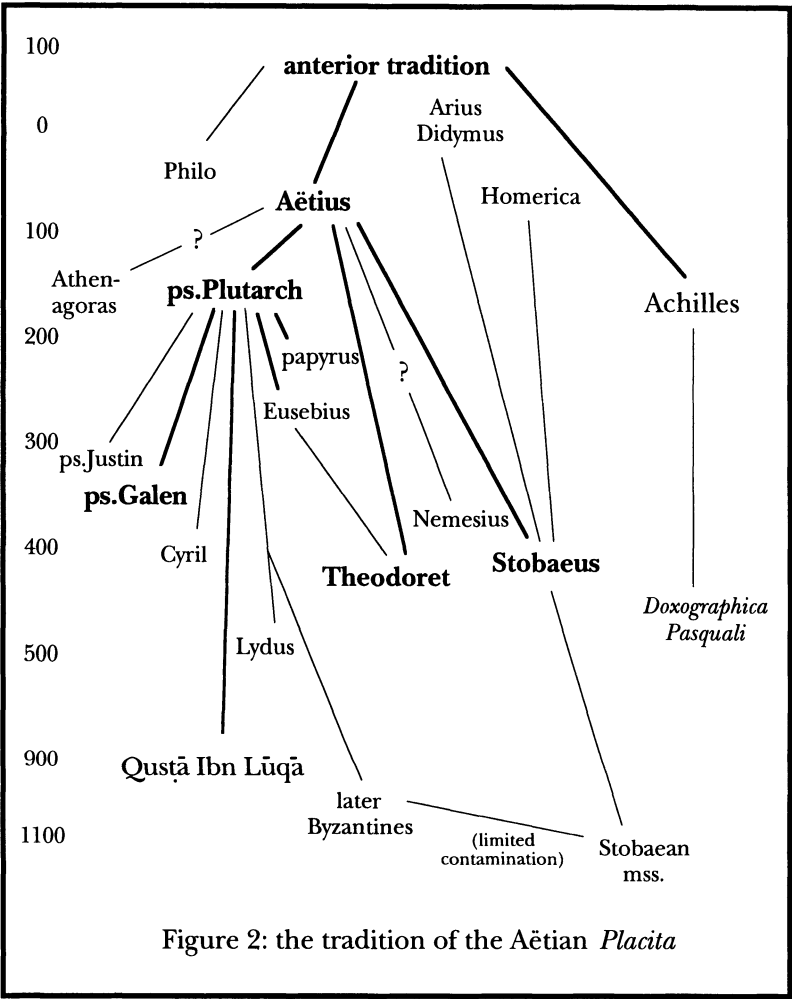 100
anterior tradition
Arius
Didymus
0
Philo
Homerica
Aëtius
100
?
Athen-
agoras
ps.Plutarch
Achilles
200
papyrus
?
Eusebius
300
ps.Justin
ps.Galen
Nemesius
400
Cyril
Theodoret
Stobaeus
Doxographica
Pasquali
500
Lydus
900
Qusṭā Ibn Lūqā
later
Byzantines
1100
(limited
contamination)
Stobaean
mss.
Figure 2: the tradition of the Aëtian Placita